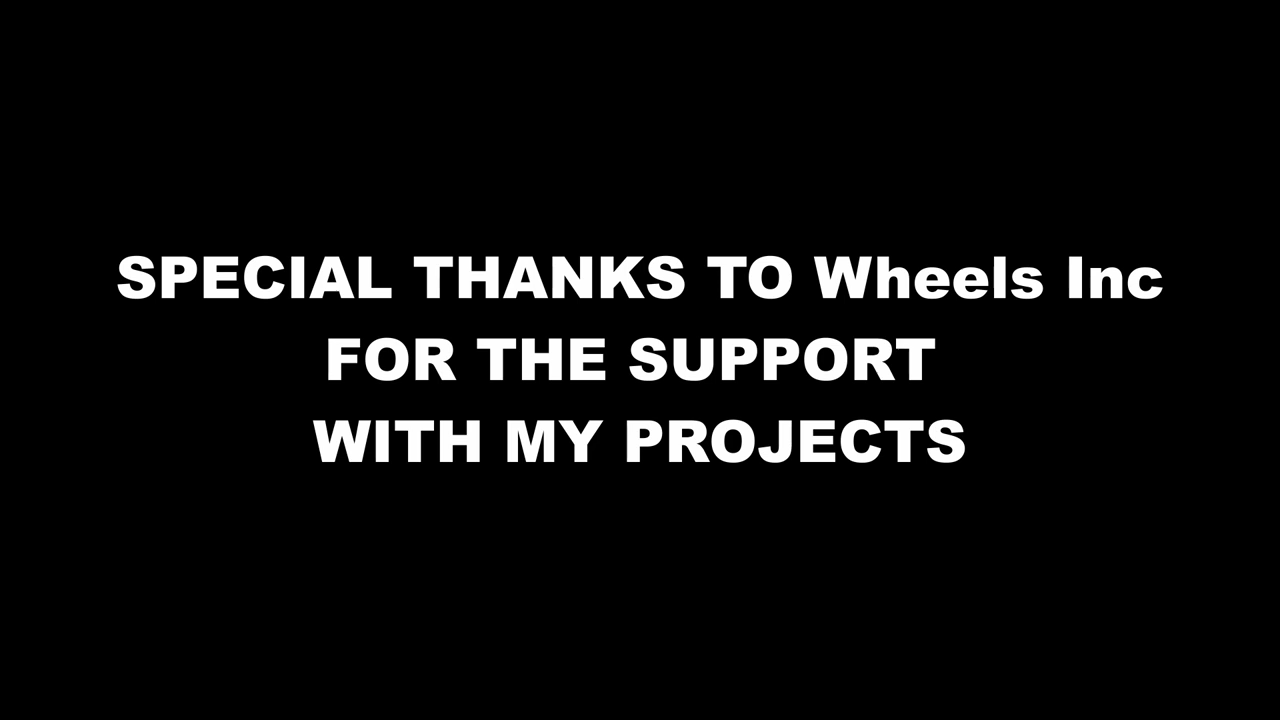 SPECIAL THANKS TO Wheels Inc
FOR THE SUPPORT
WITH MY PROJECTS